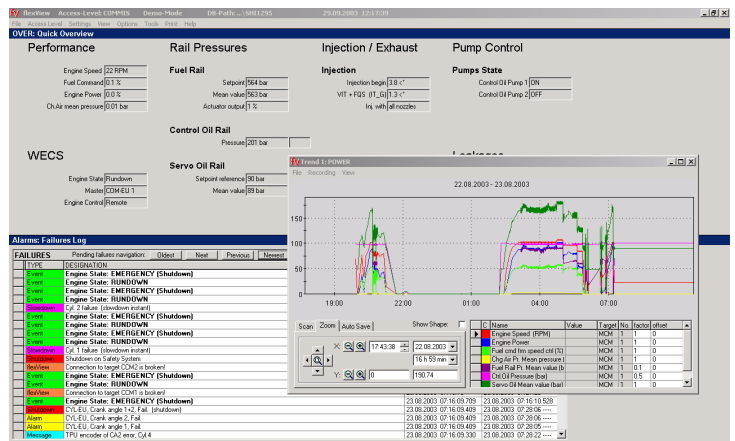 flexView Access-Level: COMMIS Demo-Mode DB-Path: ..\SHI1295 29.09.2003 12:17:39
File Access Level Settings View Options Tools Print Help
OVER: Quick Overview
Performance Rail Pressures Injection / Exhaust Pump Control
Fuel Rail Injection Pumps State
Engine Speed 22 RPM Setpoint 564 bar Injection begin 3.8 <° Control Oil Pump 1 ON
Fuel Command 0.1 % Mean value 563 bar VIT + FQS (IT_G) 1.3 <° Control Oil Pump 2 OFF
Engine Power 0.0 % Actuator output 1 % Inj. with all nozzles
Ch.Air mean pressure 0.01 bar
Control Oil Rail
Pressure 201 bar
WECS
Servo Oil Rail
Engine State Rundown Setpoint reference 90 bar
Master COM-EU 1 Mean value 89 bar
Engine Control Remote
Trend 1: POWER
File Recording View
22.08.2003 - 23.08.2003
150
100
50
0
19:00 22:00 01:00 04:00 07:00
Scan Zoom Auto Save Show Shape:
X: 17:43:38 22.08.2003
16 h 59 min
Y: 0 190.74
C Name Value Target No. factor offset
Engine Speed (RPM) MCM 1 1 0
Engine Power MCM 1 1 0
Fuel cmd fm speed ctrl (%) MCM 1 1 0
Chg Air Pr. Mean pressure ( MCM 1 1 0
Fuel Rail Pr. Mean value (b MCM 1 0.1 0
Ctrl Oil Pressure (bar) MCM 1 0.5 0
Servo Oil Mean value (bar) MCM 1 1 0
Alarms: Failures Log
FAILURES Pending failures navigation: Oldest Next Previous Newest
TYPE DESIGNATION
Event Engine State: EMERGENCY (Shutdown)
Event Engine State: RUNDOWN
Event Engine State: EMERGENCY (Shutdown)
Event Engine State: RUNDOWN
Slowdown Cyl. 2 failure (slowdown instant)
Event Engine State: EMERGENCY (Shutdown)
Event Engine State: RUNDOWN
Event Engine State: EMERGENCY (Shutdown)
Event Engine State: RUNDOWN
Slowdown Cyl. 1 failure (slowdown instant)
Shutdown Shutdown on Safety System
flexView Connection to target CCM2 is broken!
Event Engine State: RUNDOWN
flexView Connection to target CCM1 is broken!
Event Engine State: EMERGENCY (Shutdown) 23.08.2003 07:16:09.709 23.08.2003 07:16:10.528
Shutdown CYL-EU, Crank angle 1+2, Fail. (shutdown) 23.08.2003 07:16:09.409 23.08.2003 07:28:06 ----
Alarm CYL-EU, Crank angle 2, Fail. 23.08.2003 07:16:09.409 23.08.2003 07:28:06 ----
Alarm CYL-EU, Crank angle 1, Fail. 23.08.2003 07:16:09.409 23.08.2003 07:28:05 ----
Message TPU encoder of CA2 error, Cyl.4 23.08.2003 07:16:09.330 23.08.2003 07:28:22 ----